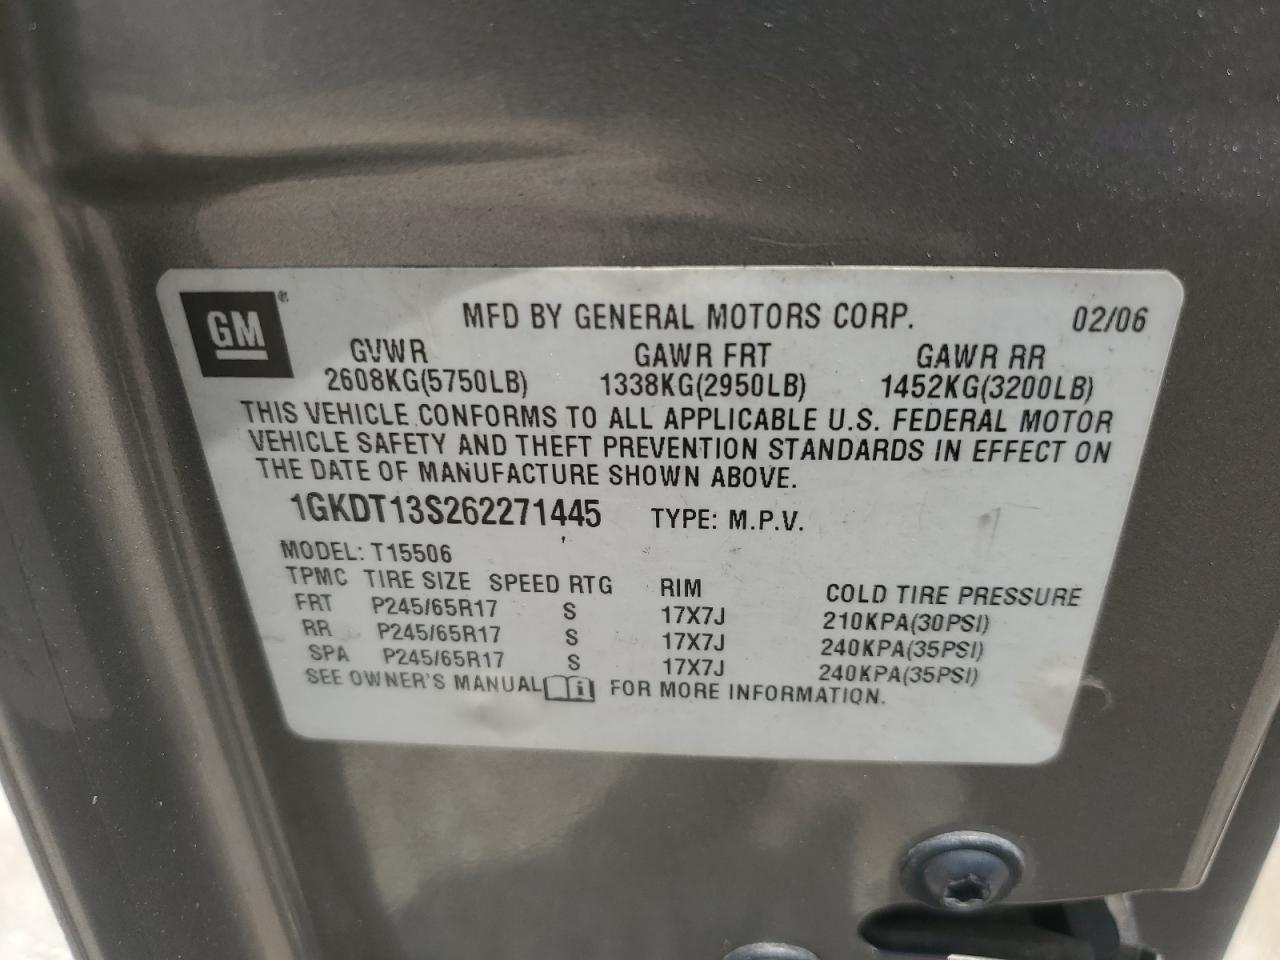 GM®
MFD BY GENERAL MOTORS CORP. 02/06
GVWR GAWR FRT GAWR RR
2608KG(5750LB) 1338KG(2950LB) 1452KG(3200LB)
THIS VEHICLE CONFORMS TO ALL APPLICABLE U.S. FEDERAL MOTOR
VEHICLE SAFETY AND THEFT PREVENTION STANDARDS IN EFFECT ON
THE DATE OF MANUFACTURE SHOWN ABOVE.
1GKDT13S262271445 TYPE: M.P.V.
MODEL: T15506
TPMC TIRE SIZE SPEED RTG RIM COLD TIRE PRESSURE
FRT P245/65R17 S 17X7J 210KPA(30PSI)
RR P245/65R17 S 17X7J 240KPA(35PSI)
SPA P245/65R17 S 17X7J 240KPA(35PSI)
SEE OWNER'S MANUAL i FOR MORE INFORMATION.